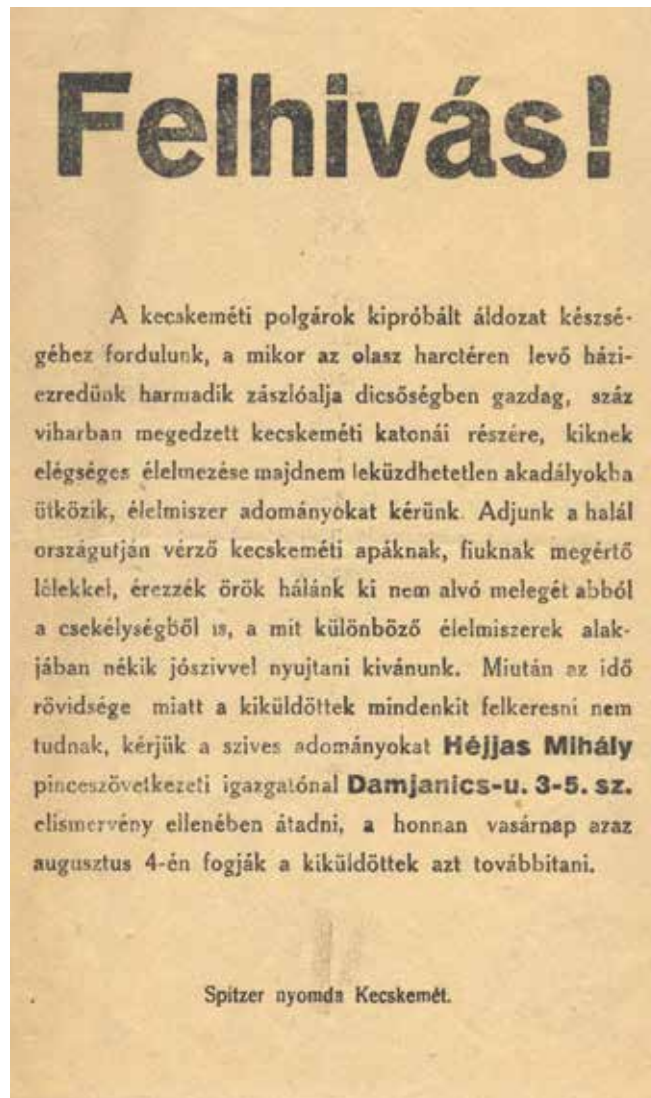 Felhivás!
A kecskeméti polgárok kipróbált áldozat készsé-
géhez fordulunk, a mikor az olasz harctéren levő házi-
ezredünk harmadik zászlóalja dicsőségben gazdag, száz
viharban megedzett kecskeméti katonái részére, kiknek
elégséges élelmezése majdnem leküzdhetetlen akadályokba
ütközik, élelmiszer adományokat kérünk. Adjunk a halál
országutján vérző kecskeméti apáknak, fiuknak megértő
lélekkel, érezzék örök hálánk ki nem alvó melegét abból
a csekélységből is, a mit különböző élelmiszerek alak-
jában nékik jószivvel nyujtani kivánunk. Miután az idő
rövidsége miatt a kiküldöttek mindenkit felkeresni nem
tudnak, kérjük a szives adományokat Héjjas Mihály
pinceszövetkezeti igazgatónal Damjanics-u. 3-5. sz.
elismervény ellenében átadni, a honnan vasárnap azaz
augusztus 4-én fogják a kiküldöttek azt továbbitani.
Spitzer nyomda Kecskemét.